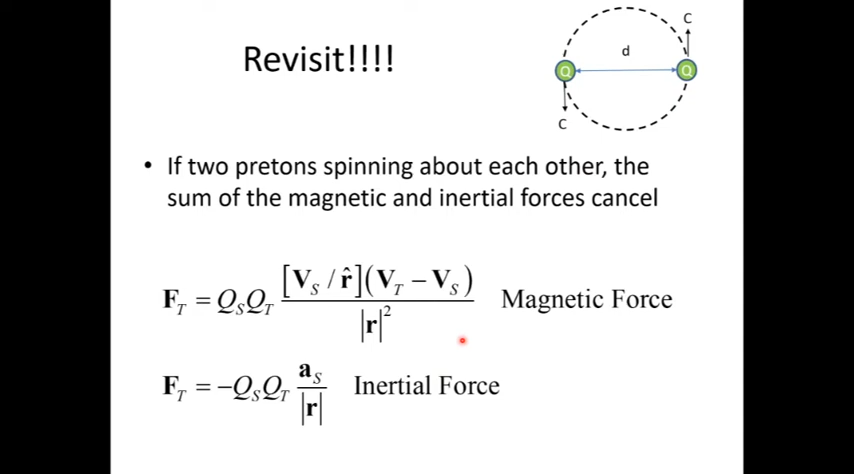 Revisit!!!!
C
d
Q Q
C
• If two pretons spinning about each other, the
sum of the magnetic and inertial forces cancel
F_T = Q_S Q_T [V_S / r̂](V_T − V_S) / |r|² Magnetic Force
F_T = −Q_S Q_T a_S / |r| Inertial Force